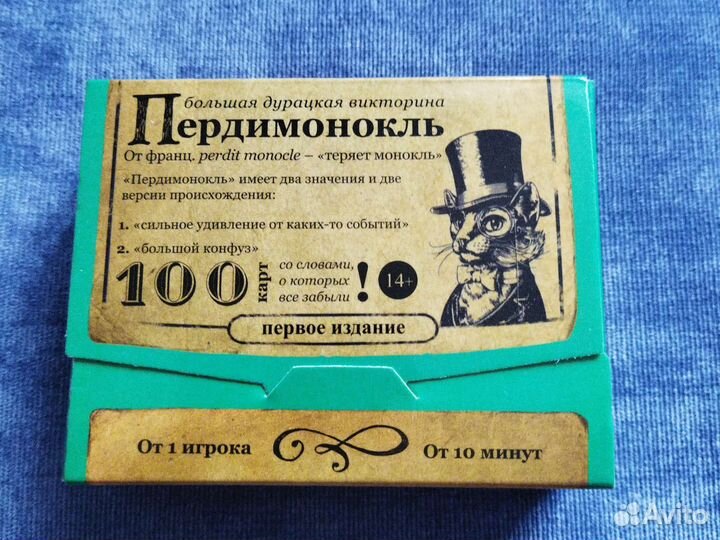 большая дурацкая викторина
Пердимонокль
От франц. perdit monocle – «теряет монокль»
«Пердимонокль» имеет два значения и две
версии происхождения:
1. «сильное удивление от каких-то событий»
2. «большой конфуз»
100 карт
со словами,
о которых
все забыли
!
14+
первое издание
От 1 игрока
От 10 минут
Avito